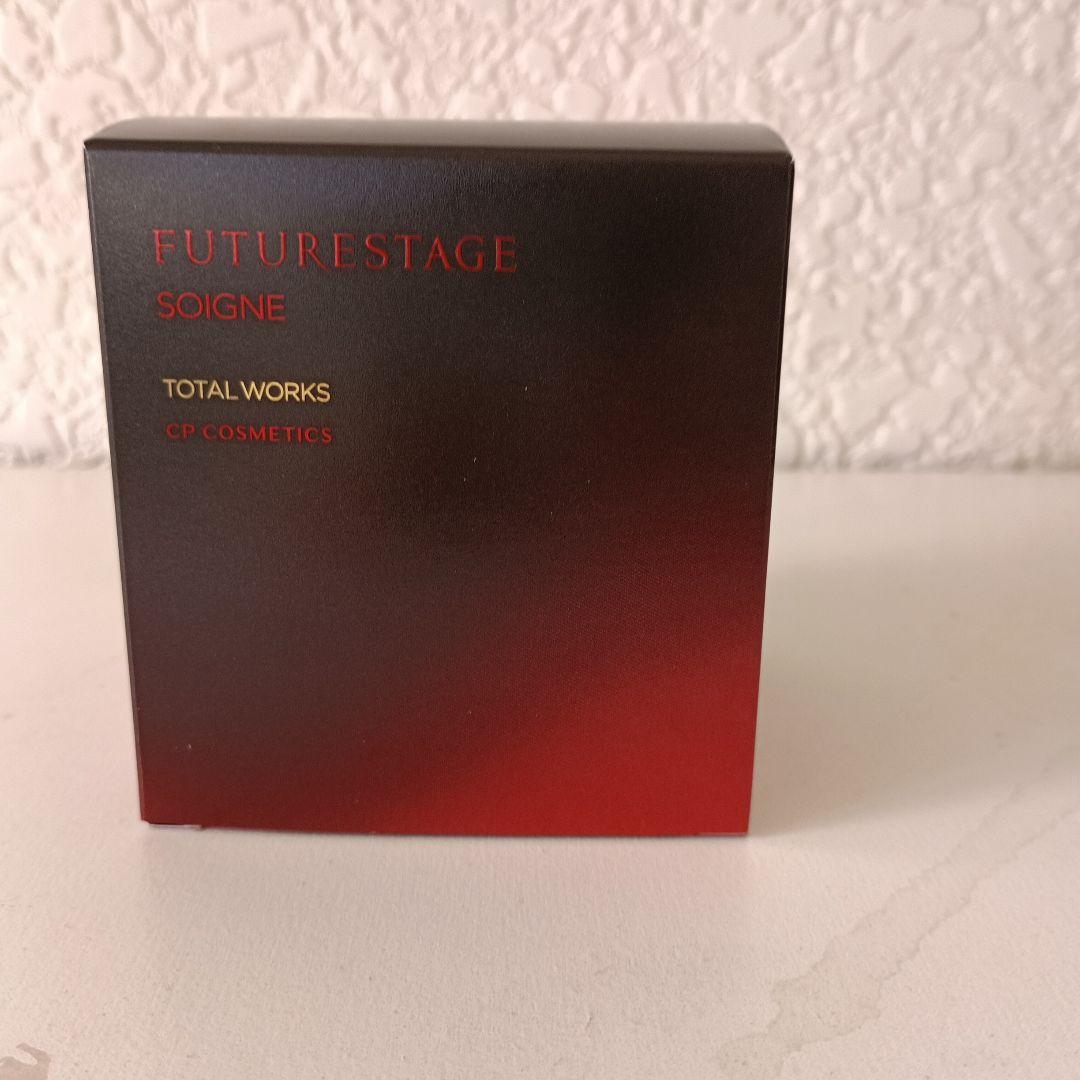 FUTURESTAGE
SOIGNE
TOTAL WORKS
CP COSMETICS